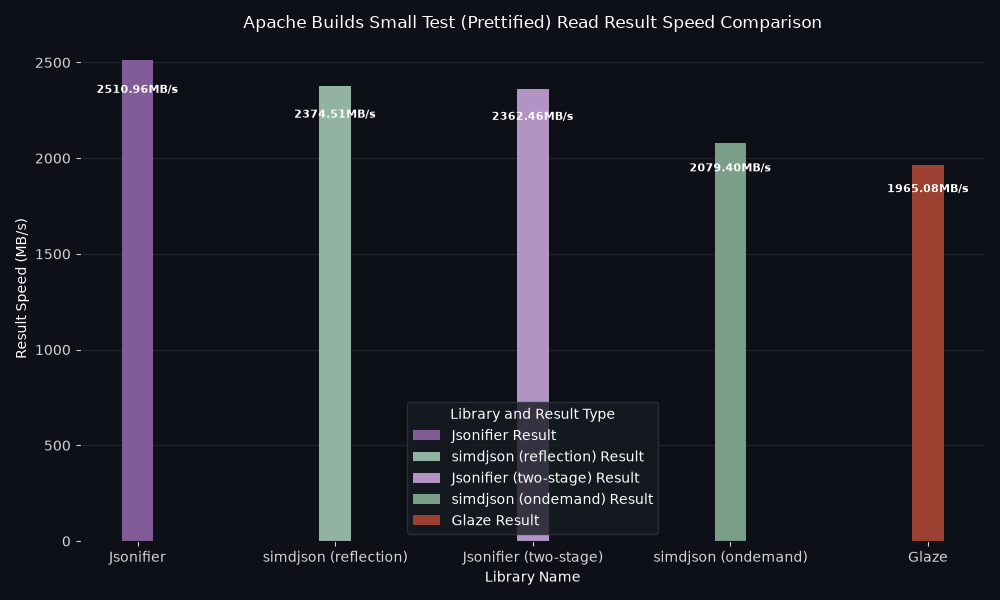 Apache Builds Small Test (Prettified) Read Result Speed Comparison
Result Speed (MB/s)
2500
2000
1500
1000
500
0
2510.96MB/s
2374.51MB/s
2362.46MB/s
2079.40MB/s
1965.08MB/s
Library and Result Type
Jsonifier Result
simdjson (reflection) Result
Jsonifier (two-stage) Result
simdjson (ondemand) Result
Glaze Result
Jsonifier
simdjson (reflection)
Jsonifier (two-stage)
simdjson (ondemand)
Glaze
Library Name